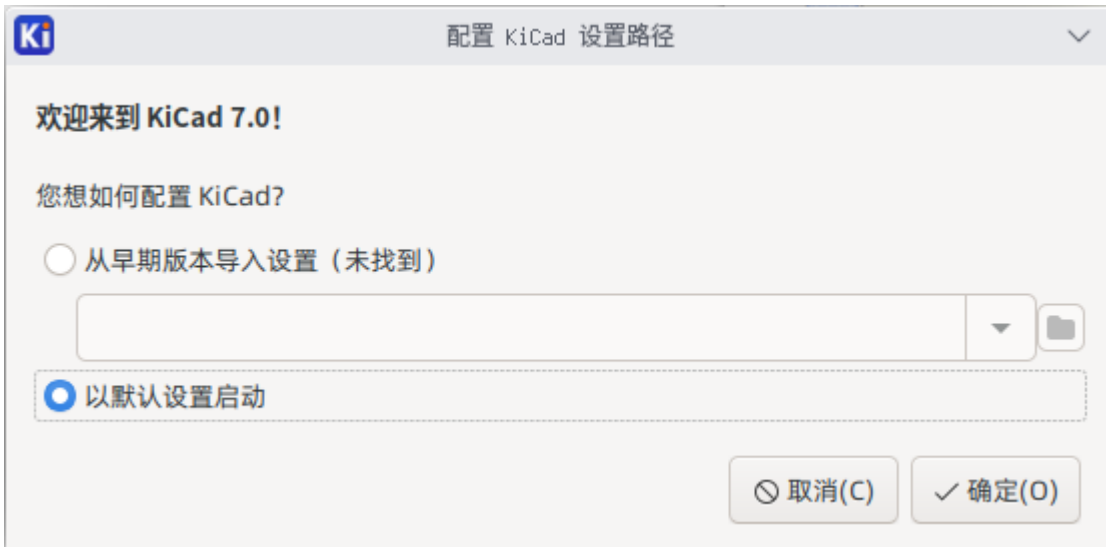 Ki
配置 KiCad 设置路径
欢迎来到 KiCad 7.0!
您想如何配置 KiCad?
从早期版本导入设置（未找到）
以默认设置启动
取消(C) 确定(O)